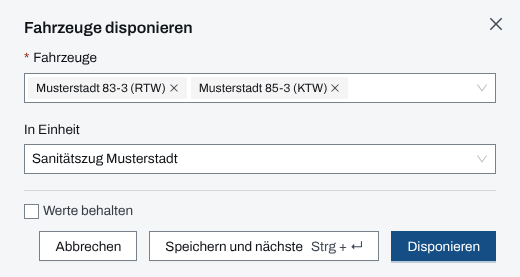 Fahrzeuge disponieren
* Fahrzeuge
Musterstadt 83-3 (RTW) Musterstadt 85-3 (KTW)
In Einheit
Sanitätszug Musterstadt
Werte behalten
Abbrechen Speichern und nächste Strg + ↵ Disponieren